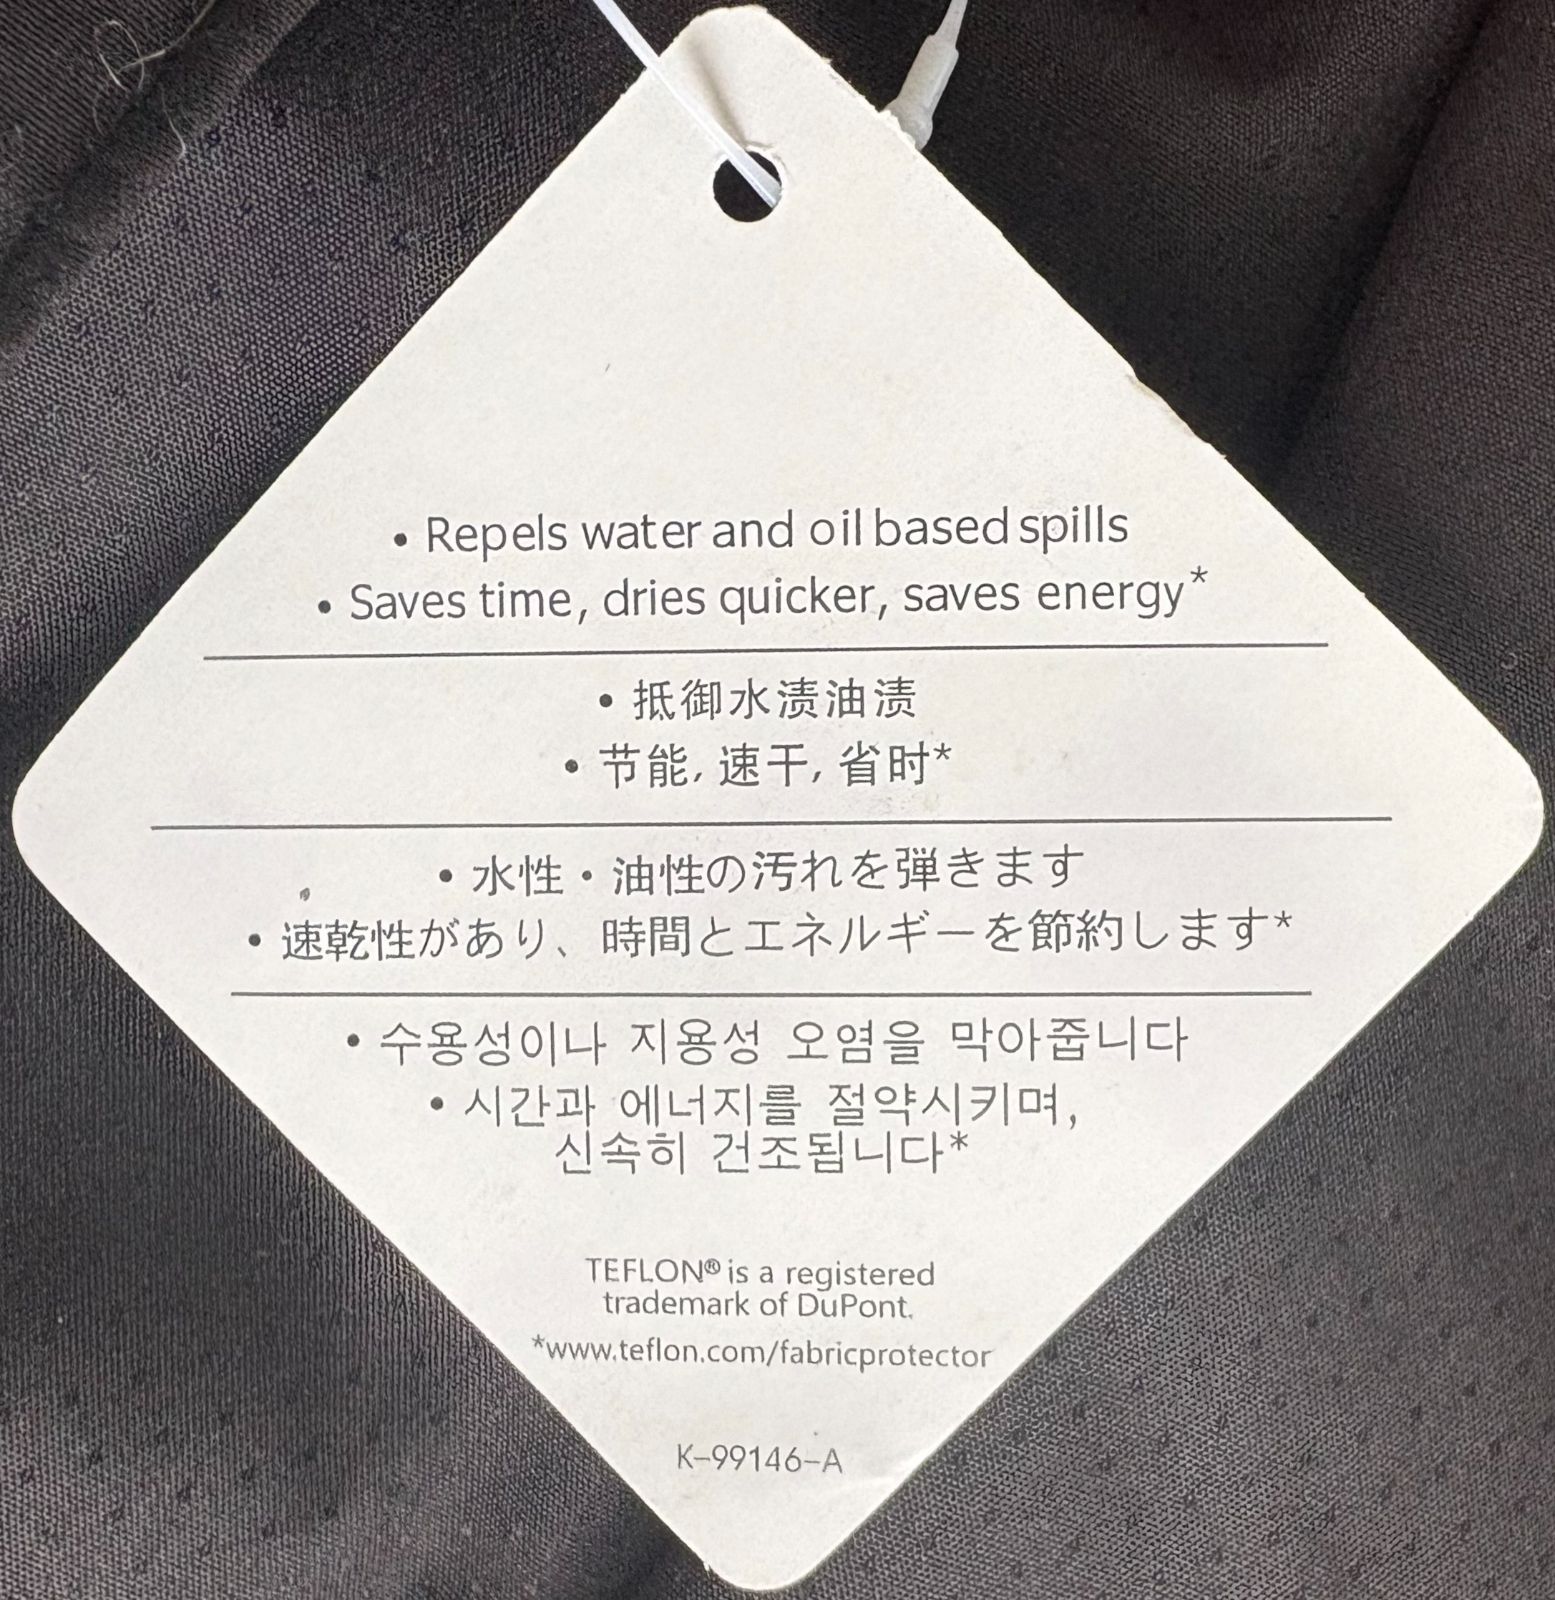 • Repels water and oil based spills
• Saves time, dries quicker, saves energy*
• 抵御水渍油渍
• 节能, 速干, 省时*
• 水性・油性の汚れを弾きます
• 速乾性があり、時間とエネルギーを節約します*
• 수용성이나 지용성 오염을 막아줍니다
• 시간과 에너지를 절약시키며,
신속히 건조됩니다*
TEFLON® is a registered
trademark of DuPont.
*www.teflon.com/fabricprotector
K-99146-A